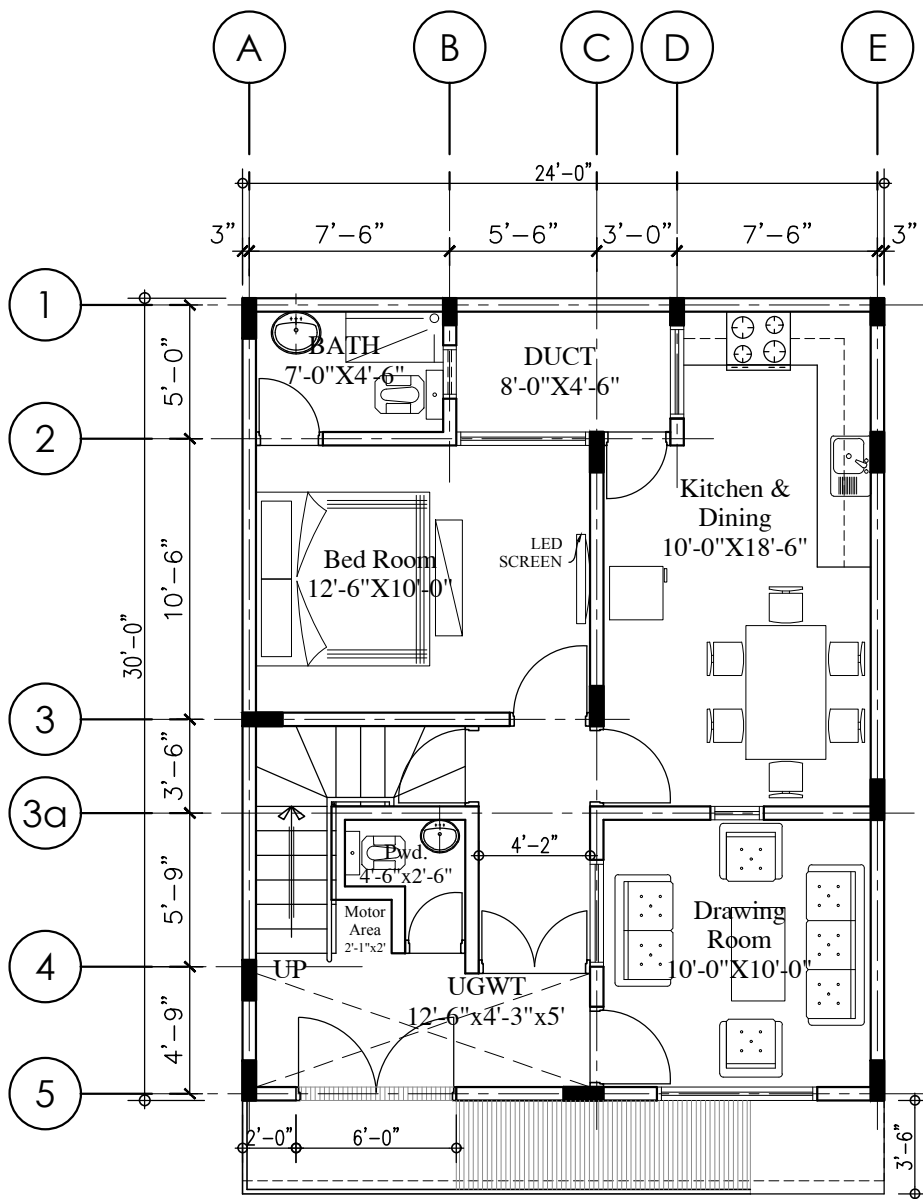 A B C D E
24'-0"
3" 7'-6" 5'-6" 3'-0" 7'-6" 3"
1
BATH
7'-0"X4'-6"
DUCT
8'-0"X4'-6"
5'-0"
2
Kitchen &
Dining
10'-0"X18'-6"
LED
SCREEN
Bed Room
12'-6"X10'-0"
10'-6"
30'-0"
3
3'-6"
3a
Pwd.
4'-6"x2'-6"
4'-2"
5'-9"
Motor
Area
2'-1"x2'
Drawing
Room
10'-0"X10'-0"
4
UP
UGWT
12'-6"x4'-3"x5'
4'-9"
5
2'-0" 6'-0"
3'-6"